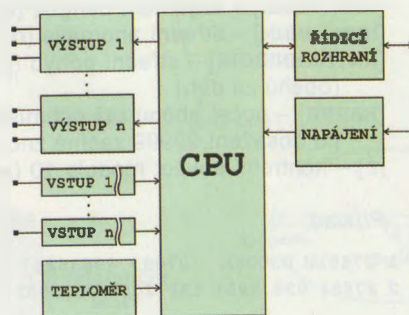 VÝSTUP 1
VÝSTUP n
VSTUP 1
VSTUP n
TEPLOMĚR
CPU
ŘÍDICÍ
ROZHRANÍ
NAPÁJENÍ